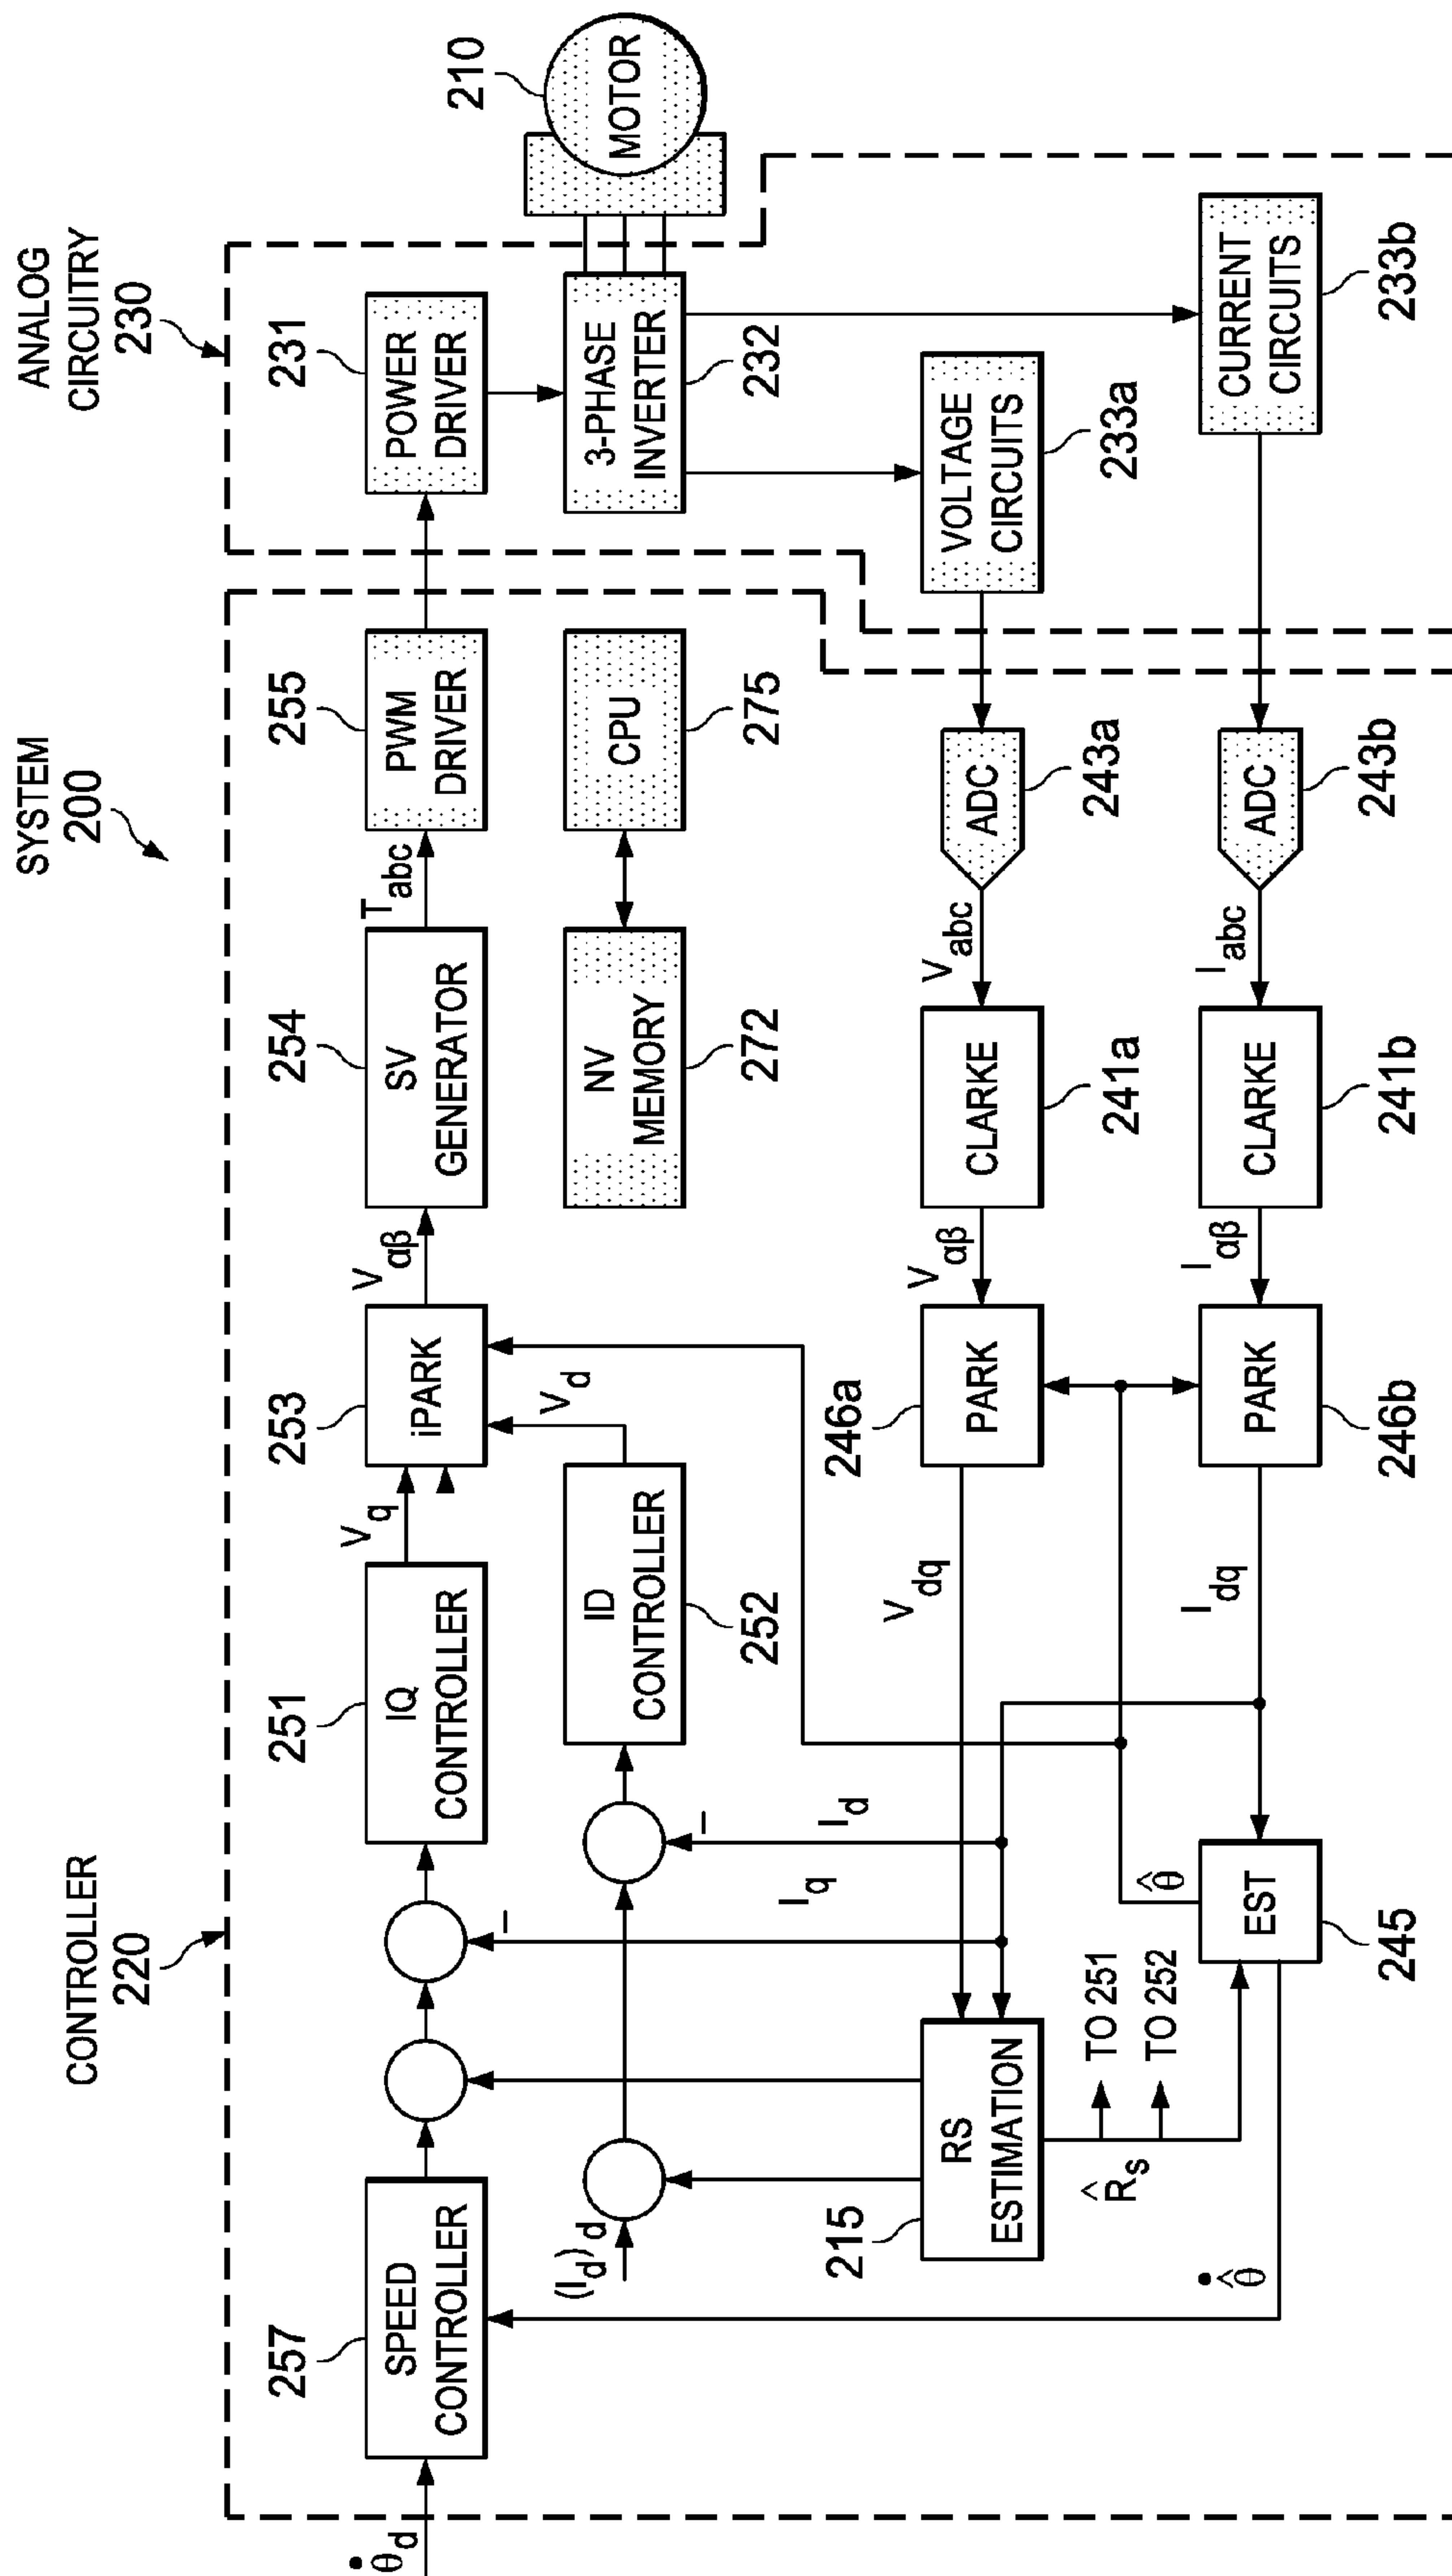 SYSTEM
200
CONTROLLER
220
ANALOG
CIRCUITRY
230
θ̇d
257
SPEED
CONTROLLER
251
IQ
CONTROLLER
Vq
253
iPARK
Vαβ
254
SV
GENERATOR
Tabc
255
PWM
DRIVER
231
POWER
DRIVER
210
MOTOR
(Id)d
−
−
ID
CONTROLLER
252
Vd
NV
MEMORY
272
CPU
275
3-PHASE
INVERTER
232
Iq
Id
215
RS
ESTIMATION
Vdq
246a
PARK
Vαβ
CLARKE
241a
Vabc
ADC
243a
VOLTAGE
CIRCUITS
233a
R̂s
TO 251
TO 252
θ̂
θ̂̇
EST
245
Idq
PARK
246b
Iαβ
CLARKE
241b
Iabc
ADC
243b
CURRENT
CIRCUITS
233b